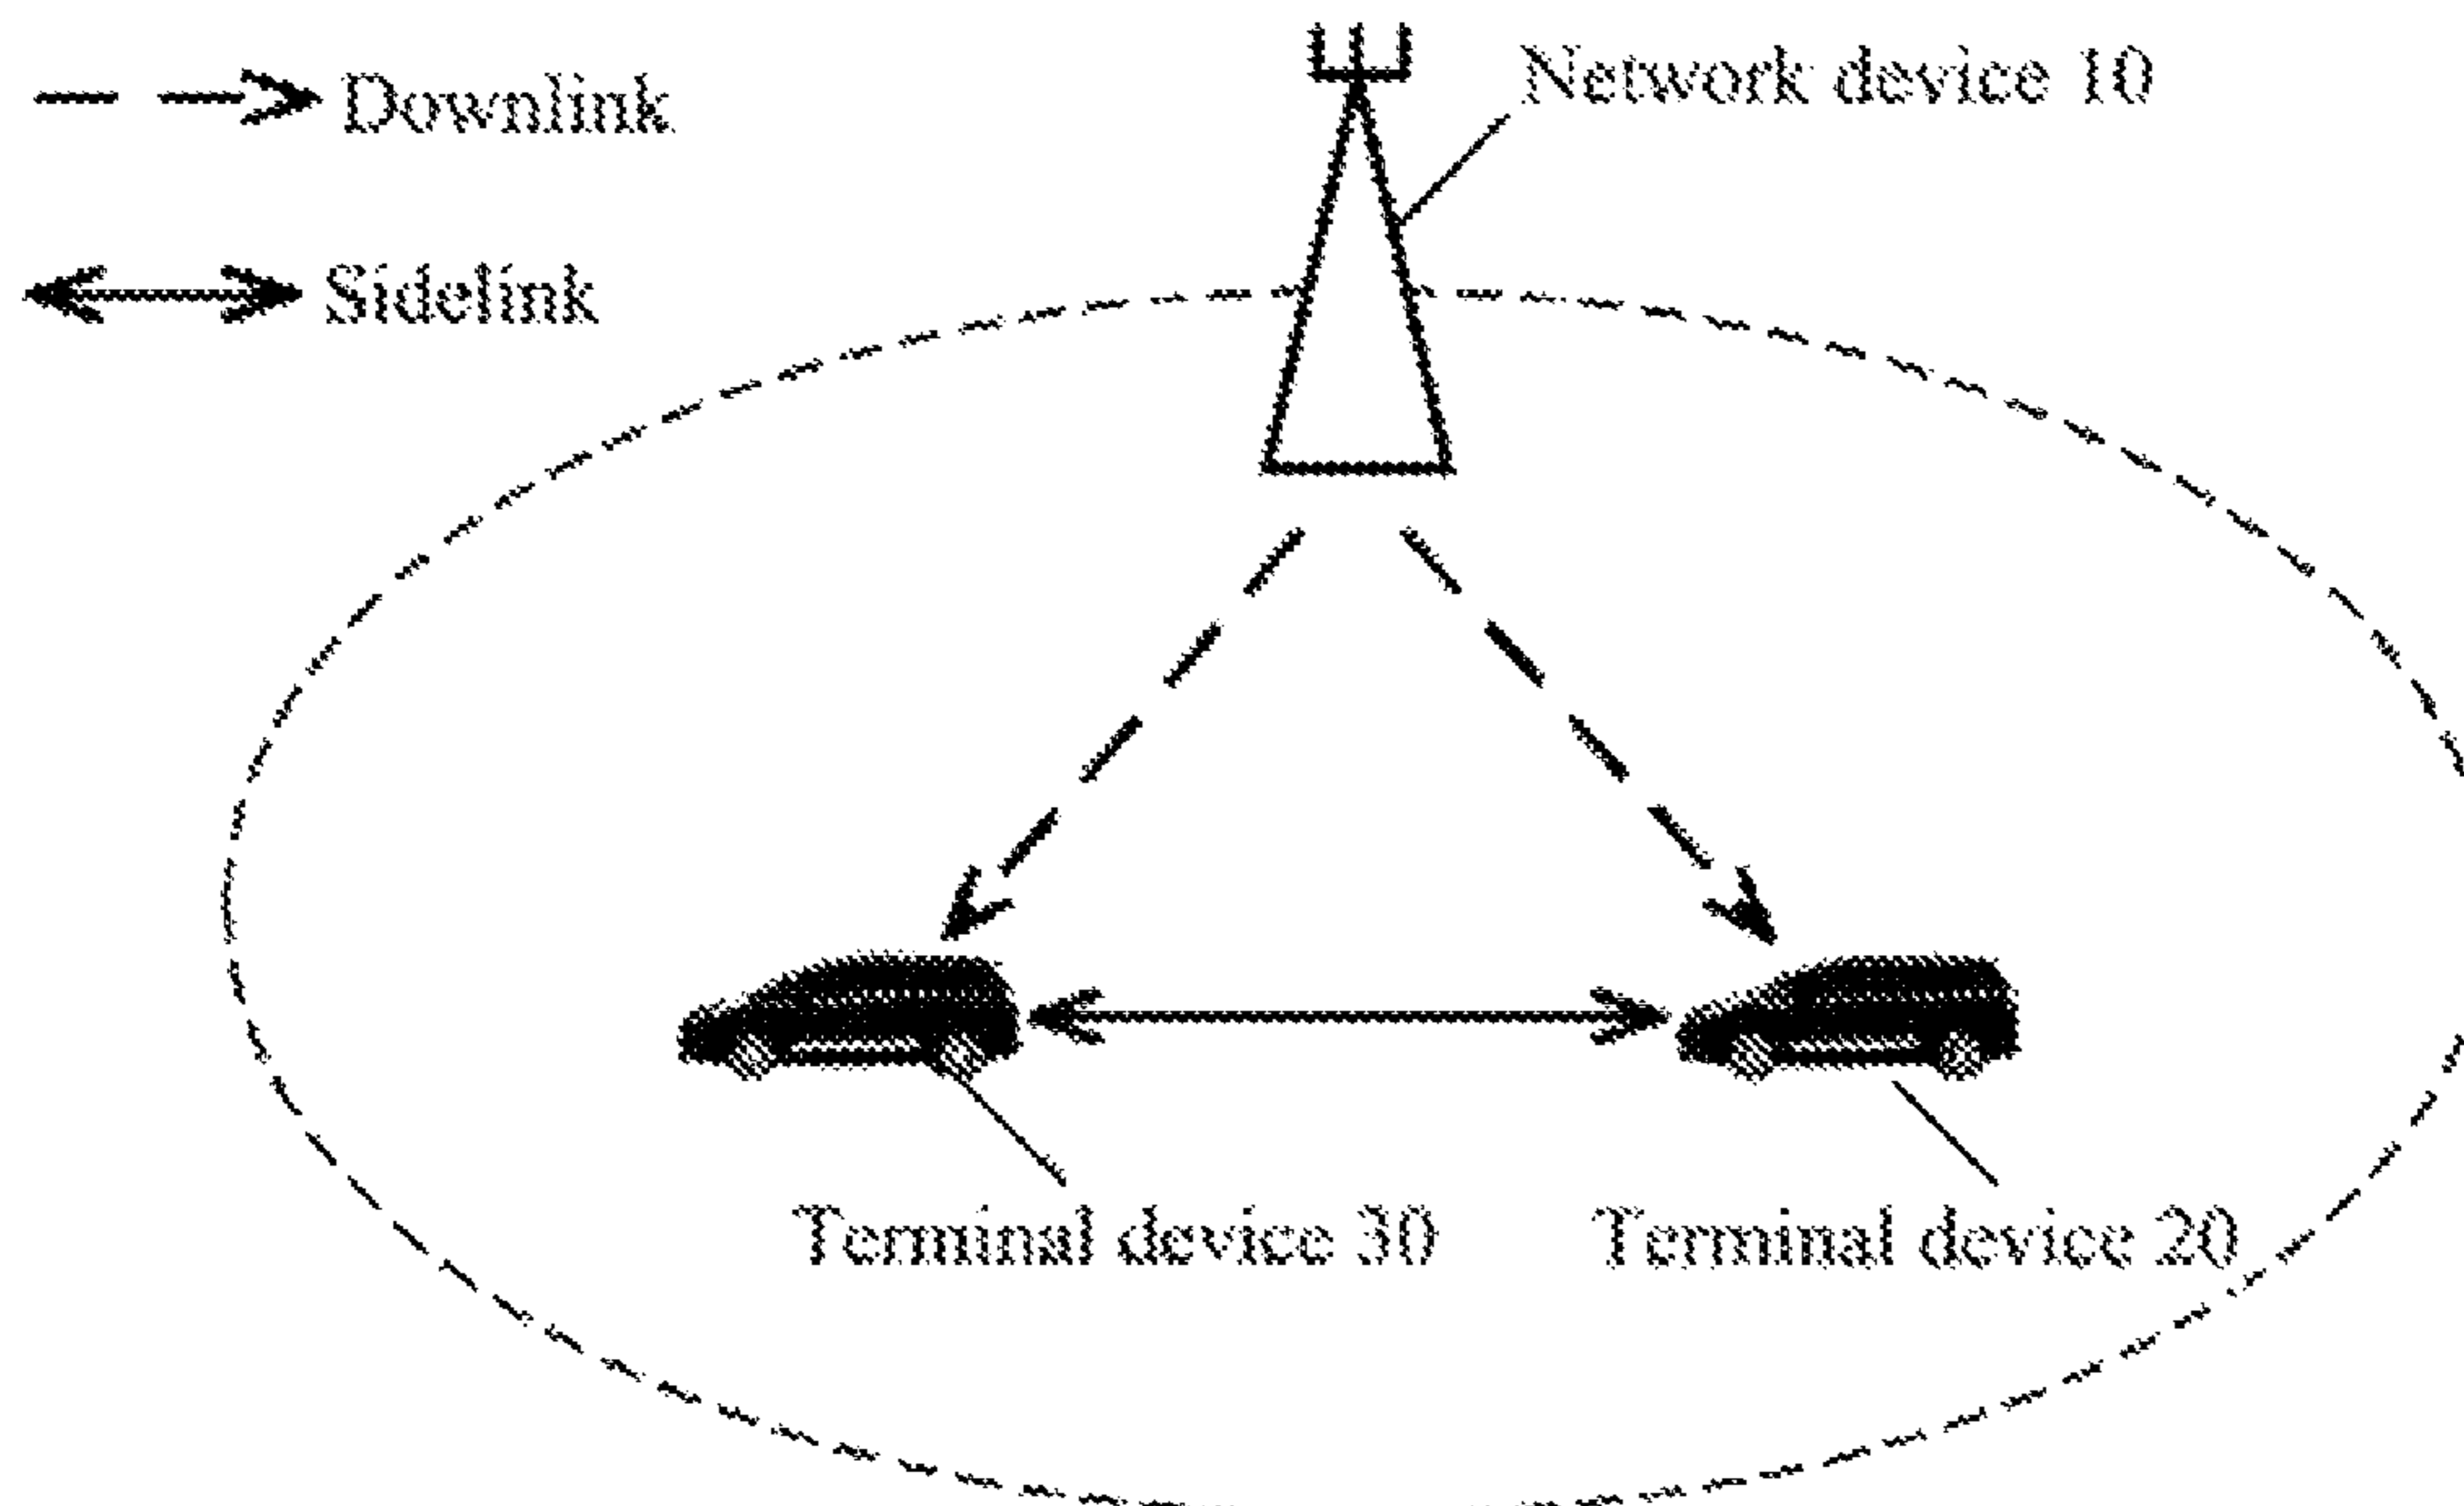 Downlink
Network device 10
Sidelink
Terminal device 30
Terminal device 20